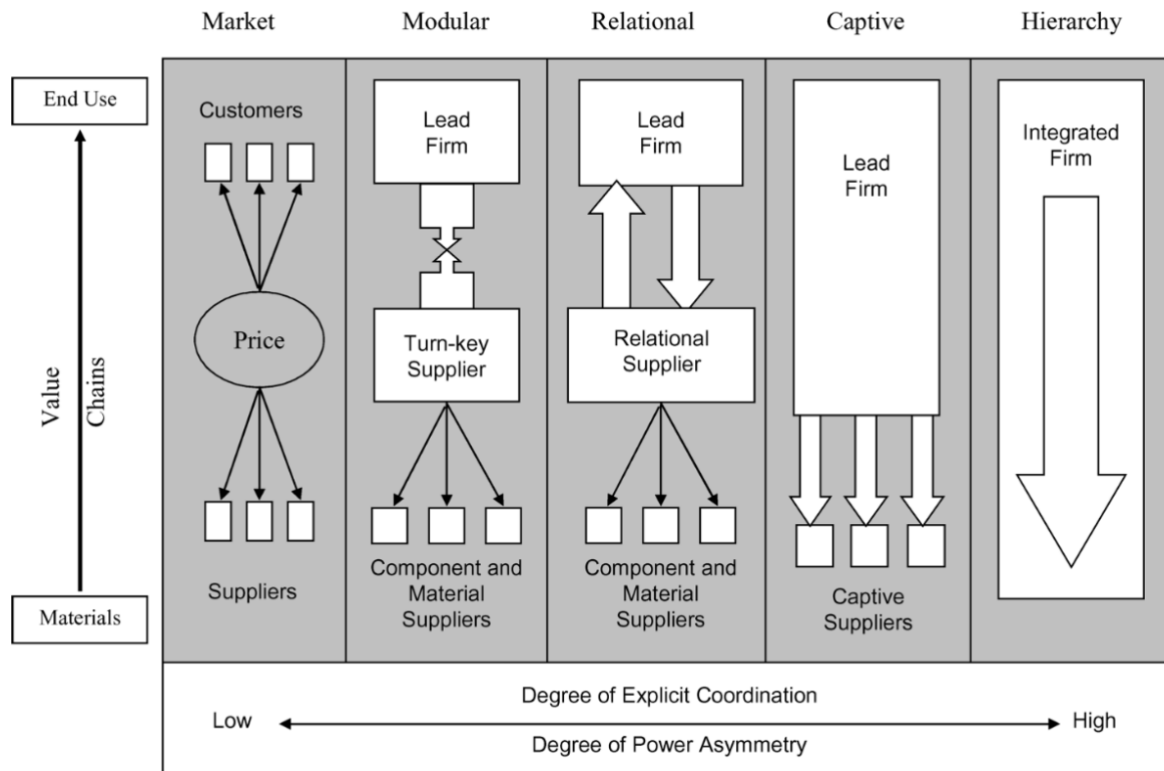 Market
Modular
Relational
Captive
Hierarchy
End Use
Value
Chains
Materials
Customers
Price
Suppliers
Lead
Firm
Turn-key
Supplier
Component and
Material
Suppliers
Lead
Firm
Relational
Supplier
Component and
Material
Suppliers
Lead
Firm
Captive
Suppliers
Integrated
Firm
Degree of Explicit Coordination
Low
High
Degree of Power Asymmetry